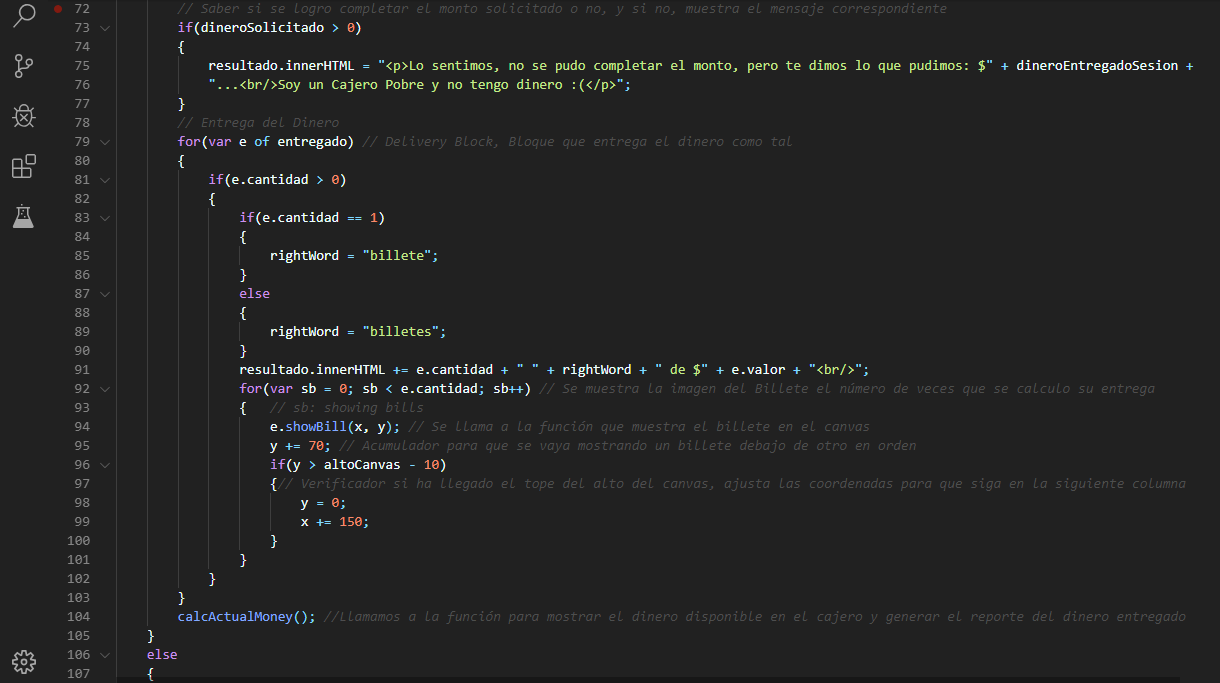 72 // Saber si se logro completar el monto solicitado o no, y si no, muestra el mensaje correspondiente
73 if(dineroSolicitado > 0)
74 {
75 resultado.innerHTML = "<p>Lo sentimos, no se pudo completar el monto, pero te dimos lo que pudimos: $" + dineroEntregadoSesion +
76 "...<br/>Soy un Cajero Pobre y no tengo dinero :(</p>";
77 }
78 // Entrega del Dinero
79 for(var e of entregado) // Delivery Block, Bloque que entrega el dinero como tal
80 {
81 if(e.cantidad > 0)
82 {
83 if(e.cantidad == 1)
84 {
85 rightWord = "billete";
86 }
87 else
88 {
89 rightWord = "billetes";
90 }
91 resultado.innerHTML += e.cantidad + " " + rightWord + " de $" + e.valor + "<br/>";
92 for(var sb = 0; sb < e.cantidad; sb++) // Se muestra la imagen del Billete el número de veces que se calculo su entrega
93 { // sb: showing bills
94 e.showBill(x, y); // Se llama a la función que muestra el billete en el canvas
95 y += 70; // Acumulador para que se vaya mostrando un billete debajo de otro en orden
96 if(y > altoCanvas - 10)
97 {// Verificador si ha llegado el tope del alto del canvas, ajusta las coordenadas para que siga en la siguiente columna
98 y = 0;
99 x += 150;
100 }
101 }
102 }
103 }
104 calcActualMoney(); //Llamamos a la función para mostrar el dinero disponible en el cajero y generar el reporte del dinero entregado
105 }
106 else
107 {